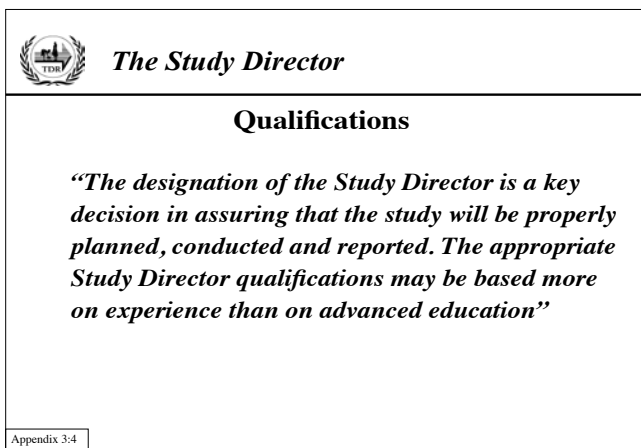 TDR
The Study Director
Qualifications
“The designation of the Study Director is a key
decision in assuring that the study will be properly
planned, conducted and reported. The appropriate
Study Director qualifications may be based more
on experience than on advanced education”
Appendix 3:4